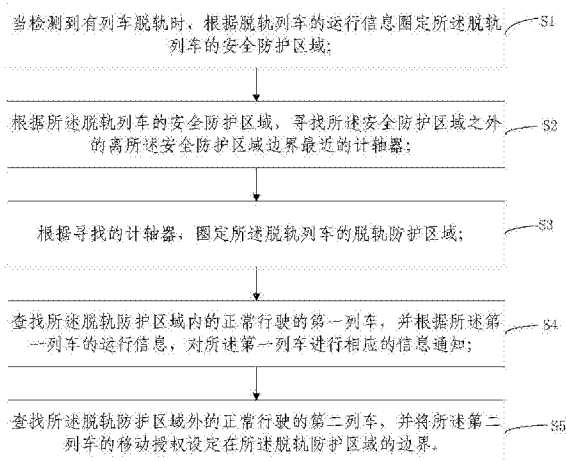 当检测到有列车脱轨时，根据脱轨列车的运行信息圈定所述脱轨
列车的安全防护区域；
S1
根据所述脱轨列车的安全防护区域，寻找所述安全防护区域之外
的离所述安全防护区域边界最近的计轴器；
S2
根据寻找的计轴器，圈定所述脱轨列车的脱轨防护区域；
S3
查找所述脱轨防护区域内的正常行驶的第一列车，并根据所述第
一列车的运行信息，对所述第一列车进行相应的信息通知；
S4
查找所述脱轨防护区域外的正常行驶的第二列车，并将所述第二
列车的移动授权设定在所述脱轨防护区域的边界。
S5